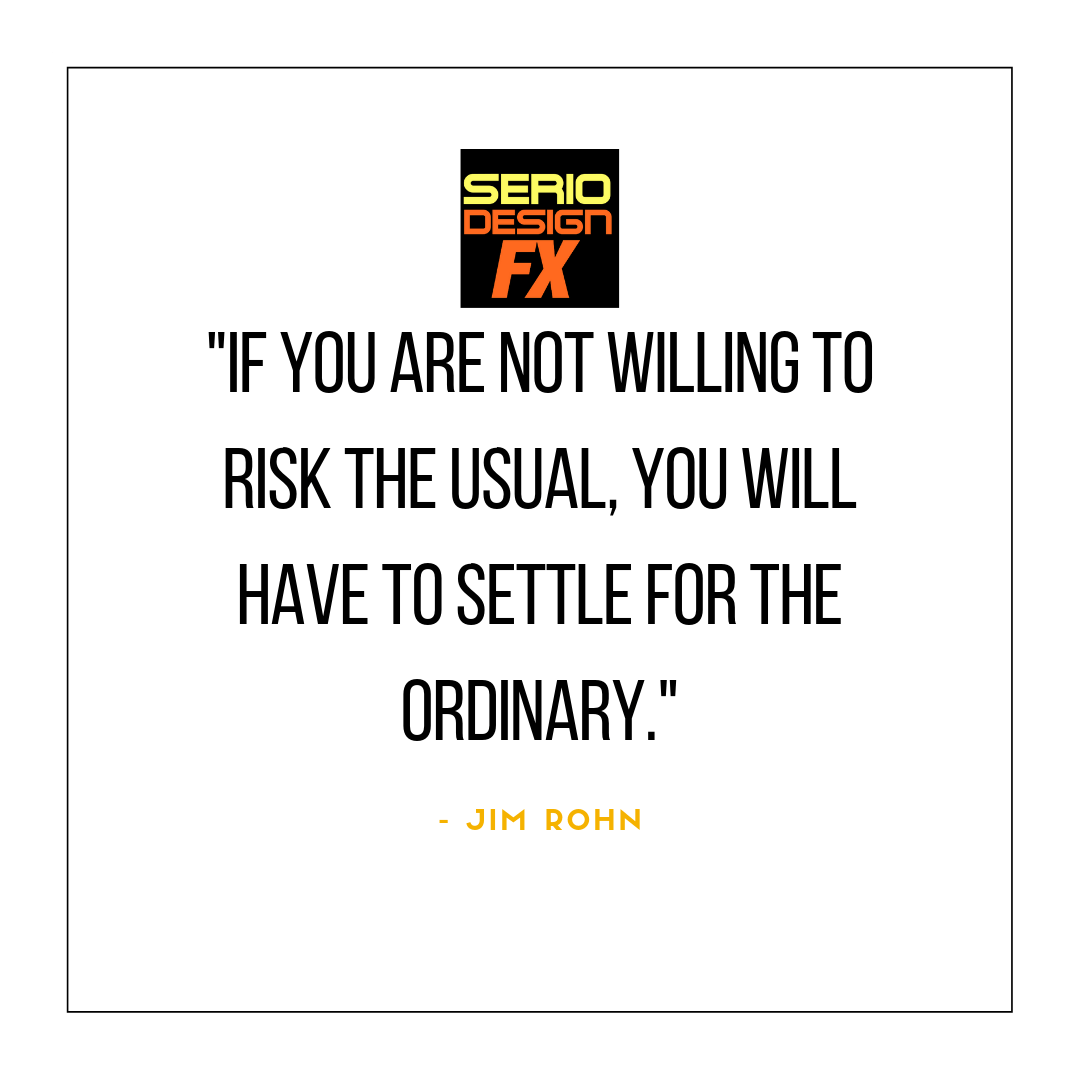 SERIO
DESIGN
FX
"IF YOU ARE NOT WILLING TO
RISK THE USUAL, YOU WILL
HAVE TO SETTLE FOR THE
ORDINARY."
- JIM ROHN